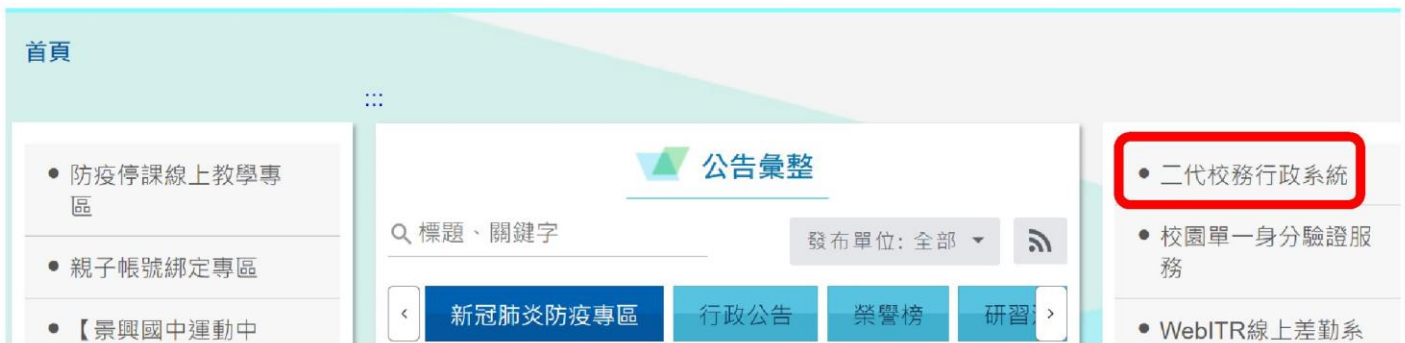 首頁
:::
防疫停課線上教學專
區
親子帳號綁定專區
【景興國中運動中
公告彙整
標題、關鍵字
發布單位: 全部
新冠肺炎防疫專區
行政公告
榮譽榜
研習
二代校務行政系統
校園單一身分驗證服
務
WebITR線上差勤系